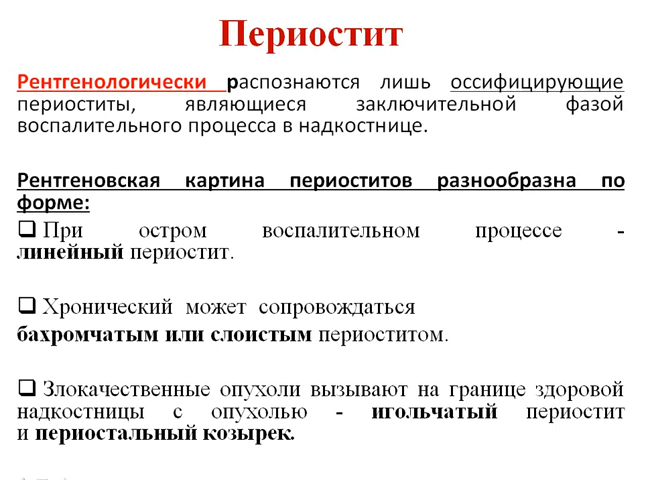 Периостит
Рентгенологически распознаются лишь оссифицирующие
периоститы, являющиеся заключительной фазой
воспалительного процесса в надкостнице.
Рентгеновская картина периоститов разнообразна по
форме:
❑ При остром воспалительном процессе -
линейный периостит.
❑ Хронический может сопровождаться
бахромчатым или слоистым периоститом.
❑ Злокачественные опухоли вызывают на границе здоровой
надкостницы с опухолью - игольчатый периостит
и периостальный козырек.